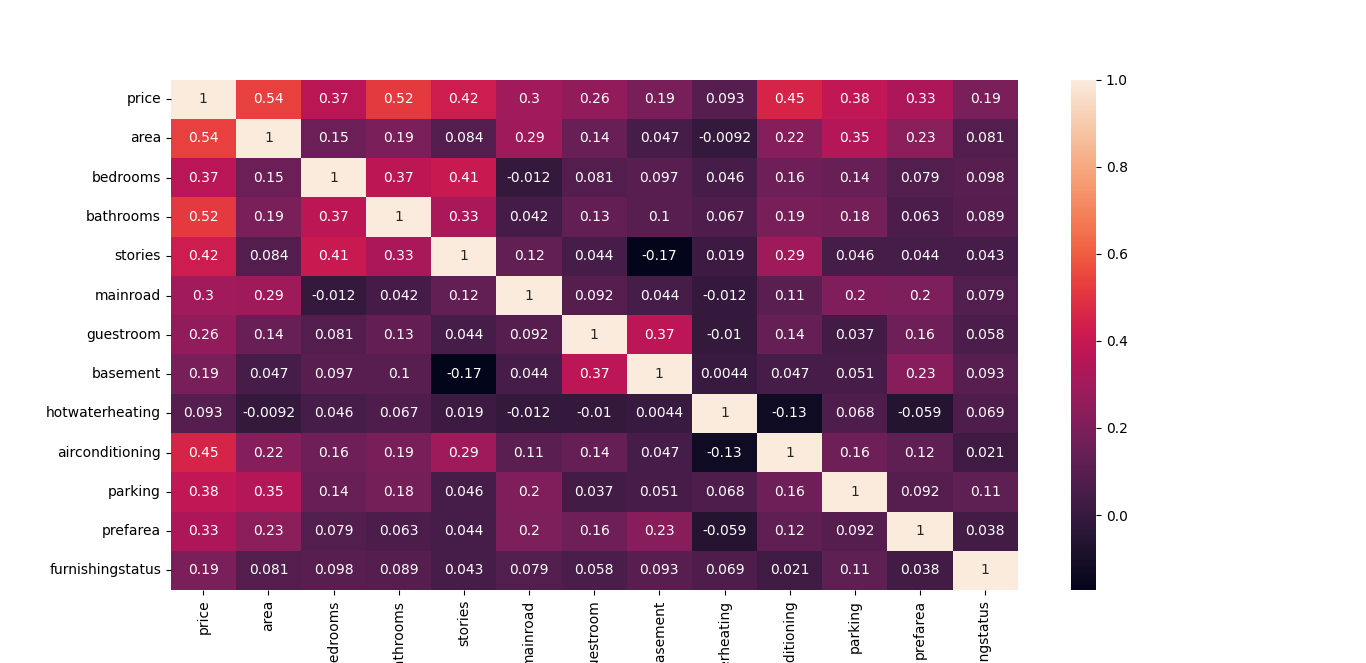 price 1 0.54 0.37 0.52 0.42 0.3 0.26 0.19 0.093 0.45 0.38 0.33 0.19
area 0.54 1 0.15 0.19 0.084 0.29 0.14 0.047 -0.0092 0.22 0.35 0.23 0.081
bedrooms 0.37 0.15 1 0.37 0.41 -0.012 0.081 0.097 0.046 0.16 0.14 0.079 0.098
bathrooms 0.52 0.19 0.37 1 0.33 0.042 0.13 0.1 0.067 0.19 0.18 0.063 0.089
stories 0.42 0.084 0.41 0.33 1 0.12 0.044 -0.17 0.019 0.29 0.046 0.044 0.043
mainroad 0.3 0.29 -0.012 0.042 0.12 1 0.092 0.044 -0.012 0.11 0.2 0.2 0.079
guestroom 0.26 0.14 0.081 0.13 0.044 0.092 1 0.37 -0.01 0.14 0.037 0.16 0.058
basement 0.19 0.047 0.097 0.1 -0.17 0.044 0.37 1 0.0044 0.047 0.051 0.23 0.093
hotwaterheating 0.093 -0.0092 0.046 0.067 0.019 -0.012 -0.01 0.0044 1 -0.13 0.068 -0.059 0.069
airconditioning 0.45 0.22 0.16 0.19 0.29 0.11 0.14 0.047 -0.13 1 0.16 0.12 0.021
parking 0.38 0.35 0.14 0.18 0.046 0.2 0.037 0.051 0.068 0.16 1 0.092 0.11
prefarea 0.33 0.23 0.079 0.063 0.044 0.2 0.16 0.23 -0.059 0.12 0.092 1 0.038
furnishingstatus 0.19 0.081 0.098 0.089 0.043 0.079 0.058 0.093 0.069 0.021 0.11 0.038 1
price
area
edrooms
throoms
stories
mainroad
uestroom
asement
rheating
ditioning
parking
prefarea
ngstatus
1.0
0.8
0.6
0.4
0.2
0.0